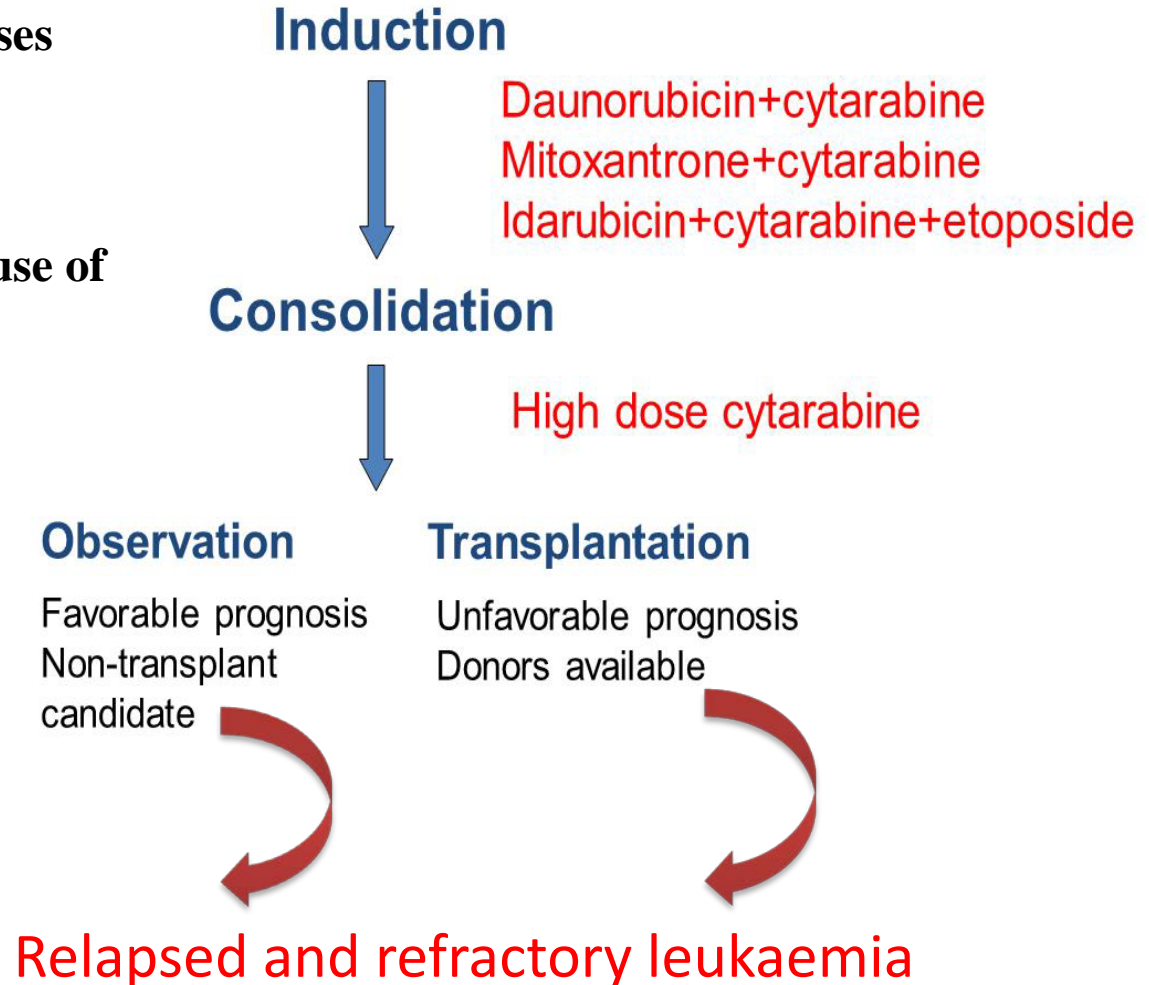 Induction
Daunorubicin+cytarabine
Mitoxantrone+cytarabine
Idarubicin+cytarabine+etoposide
Consolidation
High dose cytarabine
Observation
Favorable prognosis
Non-transplant
candidate
Transplantation
Unfavorable prognosis
Donors available
Relapsed and refractory leukaemia
of